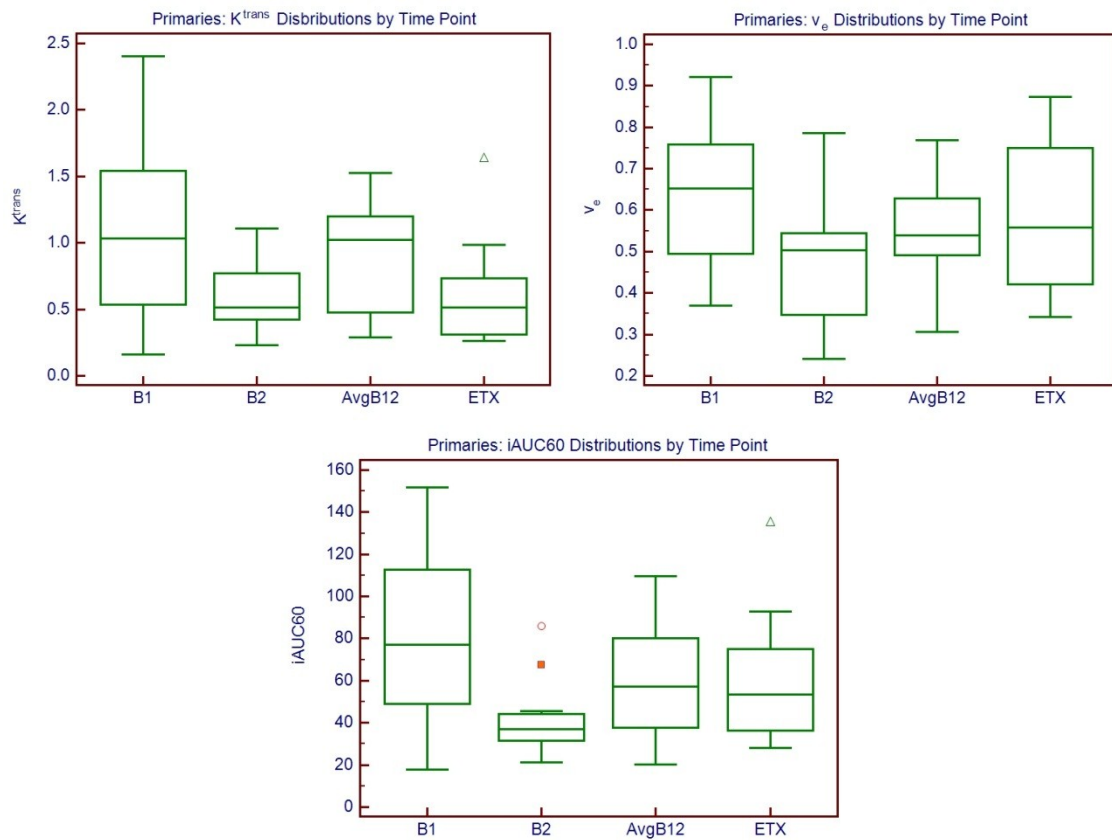 Primaries: K^trans Disbributions by Time Point
2.5
2.0
1.5
1.0
0.5
0.0
K^trans
B1 B2 AvgB12 ETX
Primaries: v_e Distributions by Time Point
1.0
0.9
0.8
0.7
0.6
0.5
0.4
0.3
0.2
v_e
B1 B2 AvgB12 ETX
Primaries: iAUC60 Distributions by Time Point
160
140
120
100
80
60
40
20
0
iAUC60
B1 B2 AvgB12 ETX